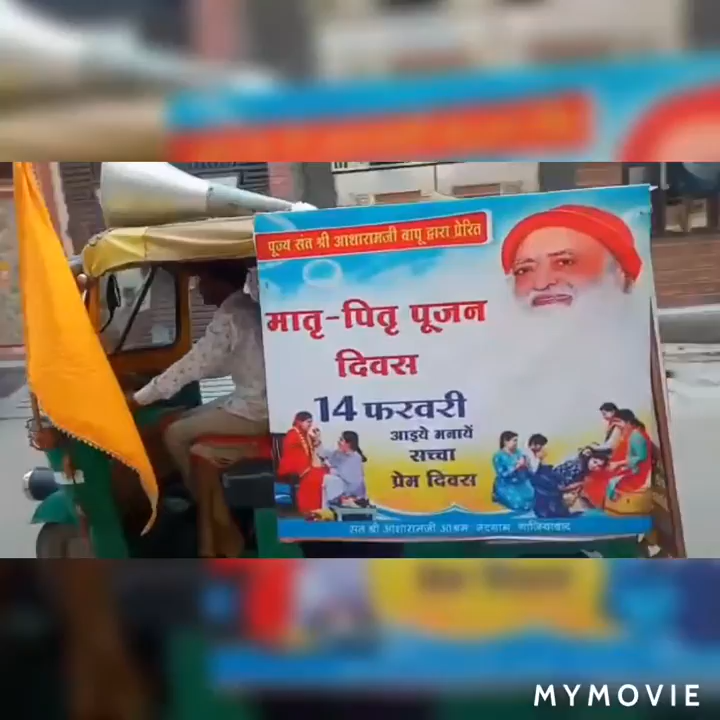 पूज्य संत श्री आशारामजी बापू द्वारा प्रेरित
मातृ-पितृ पूजन
दिवस
14 फरवरी
आइये मनायें
सच्चा
प्रेम दिवस
संत श्री आशारामजी आश्रम गाजियाबाद
MYMOVIE